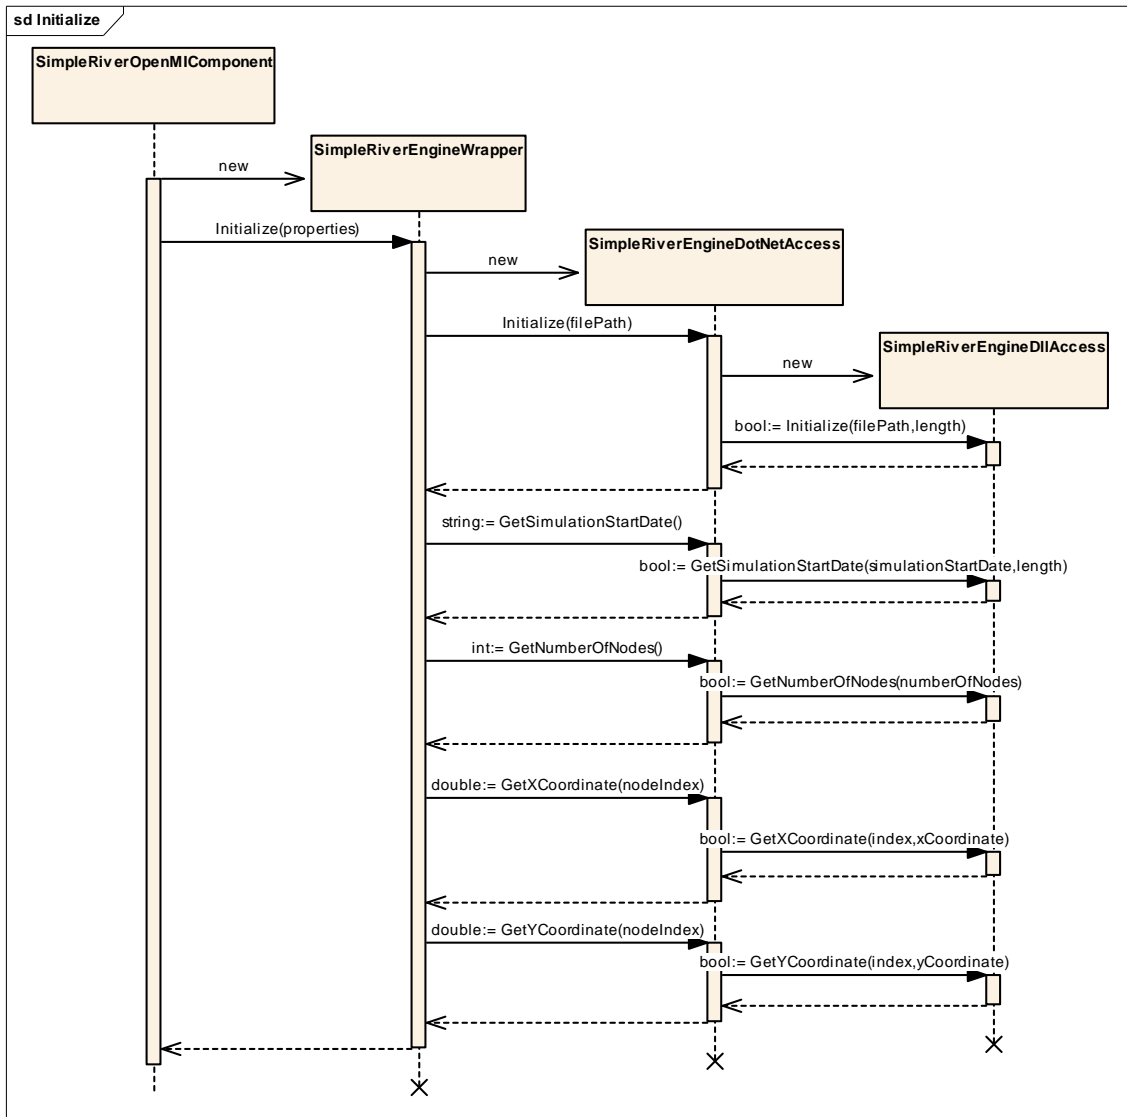 sd Initialize
SimpleRiverOpenMIComponent
SimpleRiverEngineWrapper
new
Initialize(properties)
SimpleRiverEngineDotNetAccess
new
Initialize(filePath)
SimpleRiverEngineDllAccess
new
bool:= Initialize(filePath,length)
string:= GetSimulationStartDate()
bool:= GetSimulationStartDate(simulationStartDate,length)
int:= GetNumberOfNodes()
bool:= GetNumberOfNodes(numberOfNodes)
double:= GetXCoordinate(nodeIndex)
bool:= GetXCoordinate(index,xCoordinate)
double:= GetYCoordinate(nodeIndex)
bool:= GetYCoordinate(index,yCoordinate)